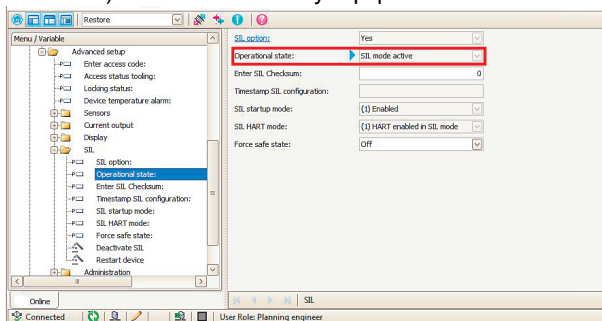 Restore
Menu / Variable
Advanced setup
Enter access code:
Access status tooling:
Locking status:
Device temperature alarm:
Sensors
Current output
Display
SIL
SIL option:
Operational state:
Enter SIL Checksum:
Timestamp SIL configuration:
SIL startup mode:
SIL HART mode:
Force safe state:
Deactivate SIL
Restart device
Administration
Online
SIL option: Yes
Operational state: SIL mode active
Enter SIL Checksum: 0
Timestamp SIL configuration:
SIL startup mode: (1) Enabled
SIL HART mode: (1) HART enabled in SIL mode
Force safe state: Off
SIL
Connected User Role: Planning engineer